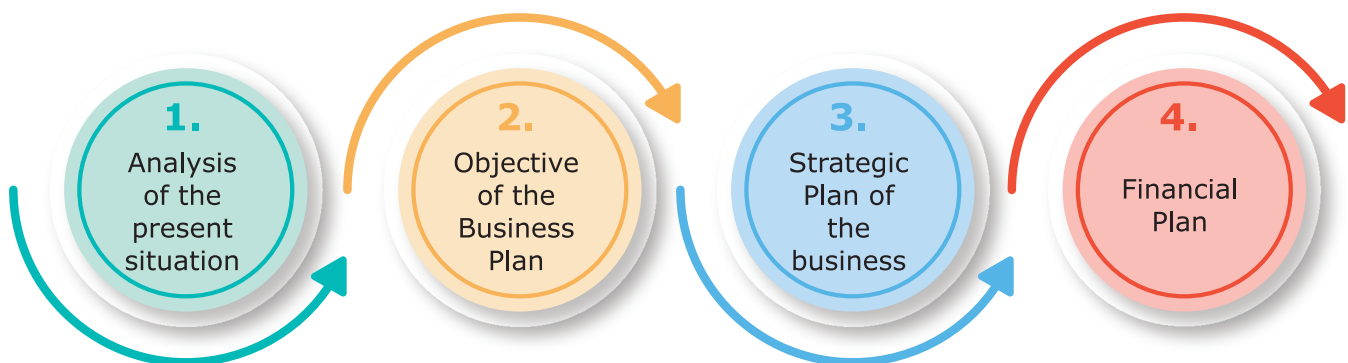 1.
Analysis
of the
present
situation
2.
Objective
of the
Business
Plan
3.
Strategic
Plan of
the
business
4.
Financial
Plan